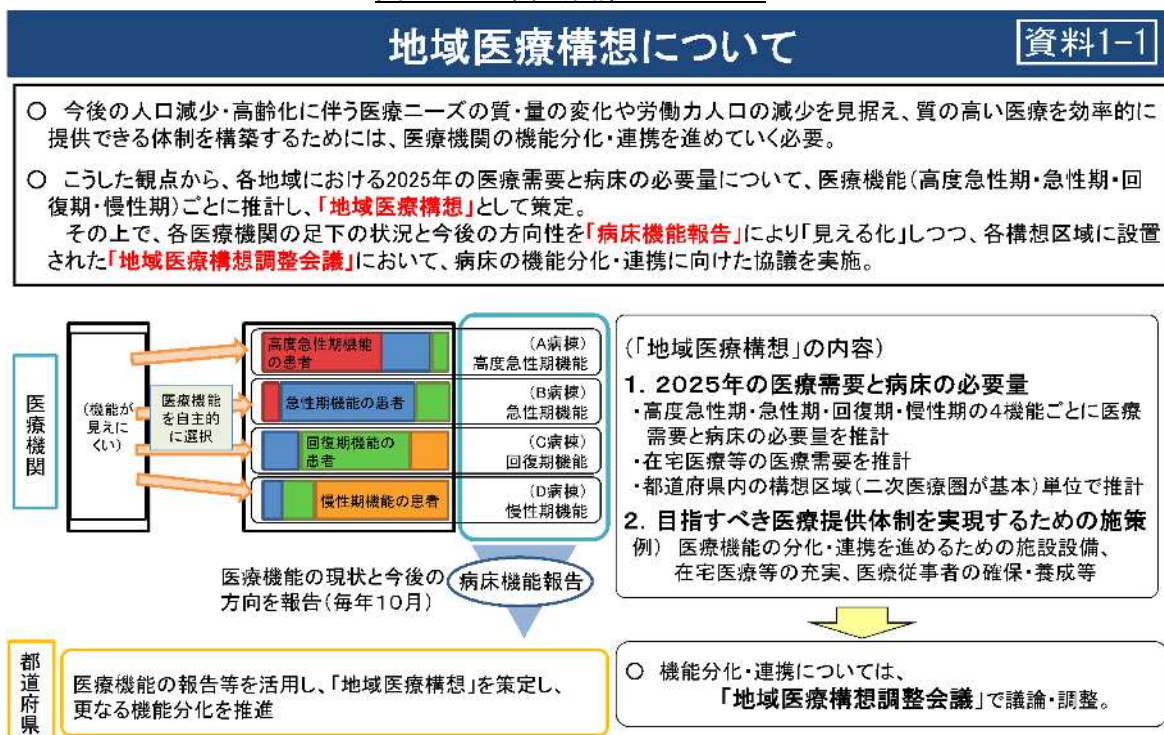 地域医療構想について
資料1-1
○ 今後の人口減少・高齢化に伴う医療ニーズの質・量の変化や労働力人口の減少を見据え、質の高い医療を効率的に
提供できる体制を構築するためには、医療機関の機能分化・連携を進めていく必要。
○ こうした観点から、各地域における2025年の医療需要と病床の必要量について、医療機能(高度急性期・急性期・回
復期・慢性期)ごとに推計し、「地域医療構想」として策定。
その上で、各医療機関の足下の状況と今後の方向性を「病床機能報告」により「見える化」しつつ、各構想区域に設置
された「地域医療構想調整会議」において、病床の機能分化・連携に向けた協議を実施。
医療機関
(機能が
見えに
くい)
医療機能
を自主的
に選択
高度急性期機能
の患者
(A病棟)
高度急性期機能
急性期機能の患者
(B病棟)
急性期機能
回復期機能の
患者
(C病棟)
回復期機能
慢性期機能の患者
(D病棟)
慢性期機能
医療機能の現状と今後の
方向を報告(毎年10月)
病床機能報告
都道府県
医療機能の報告等を活用し、「地域医療構想」を策定し、
更なる機能分化を推進
(「地域医療構想」の内容)
1. 2025年の医療需要と病床の必要量
・高度急性期・急性期・回復期・慢性期の4機能ごとに医療
需要と病床の必要量を推計
・在宅医療等の医療需要を推計
・都道府県内の構想区域(二次医療圏が基本)単位で推計
2. 目指すべき医療提供体制を実現するための施策
例) 医療機能の分化・連携を進めるための施設設備、
在宅医療等の充実、医療従事者の確保・養成等
○ 機能分化・連携については、
「地域医療構想調整会議」で議論・調整。